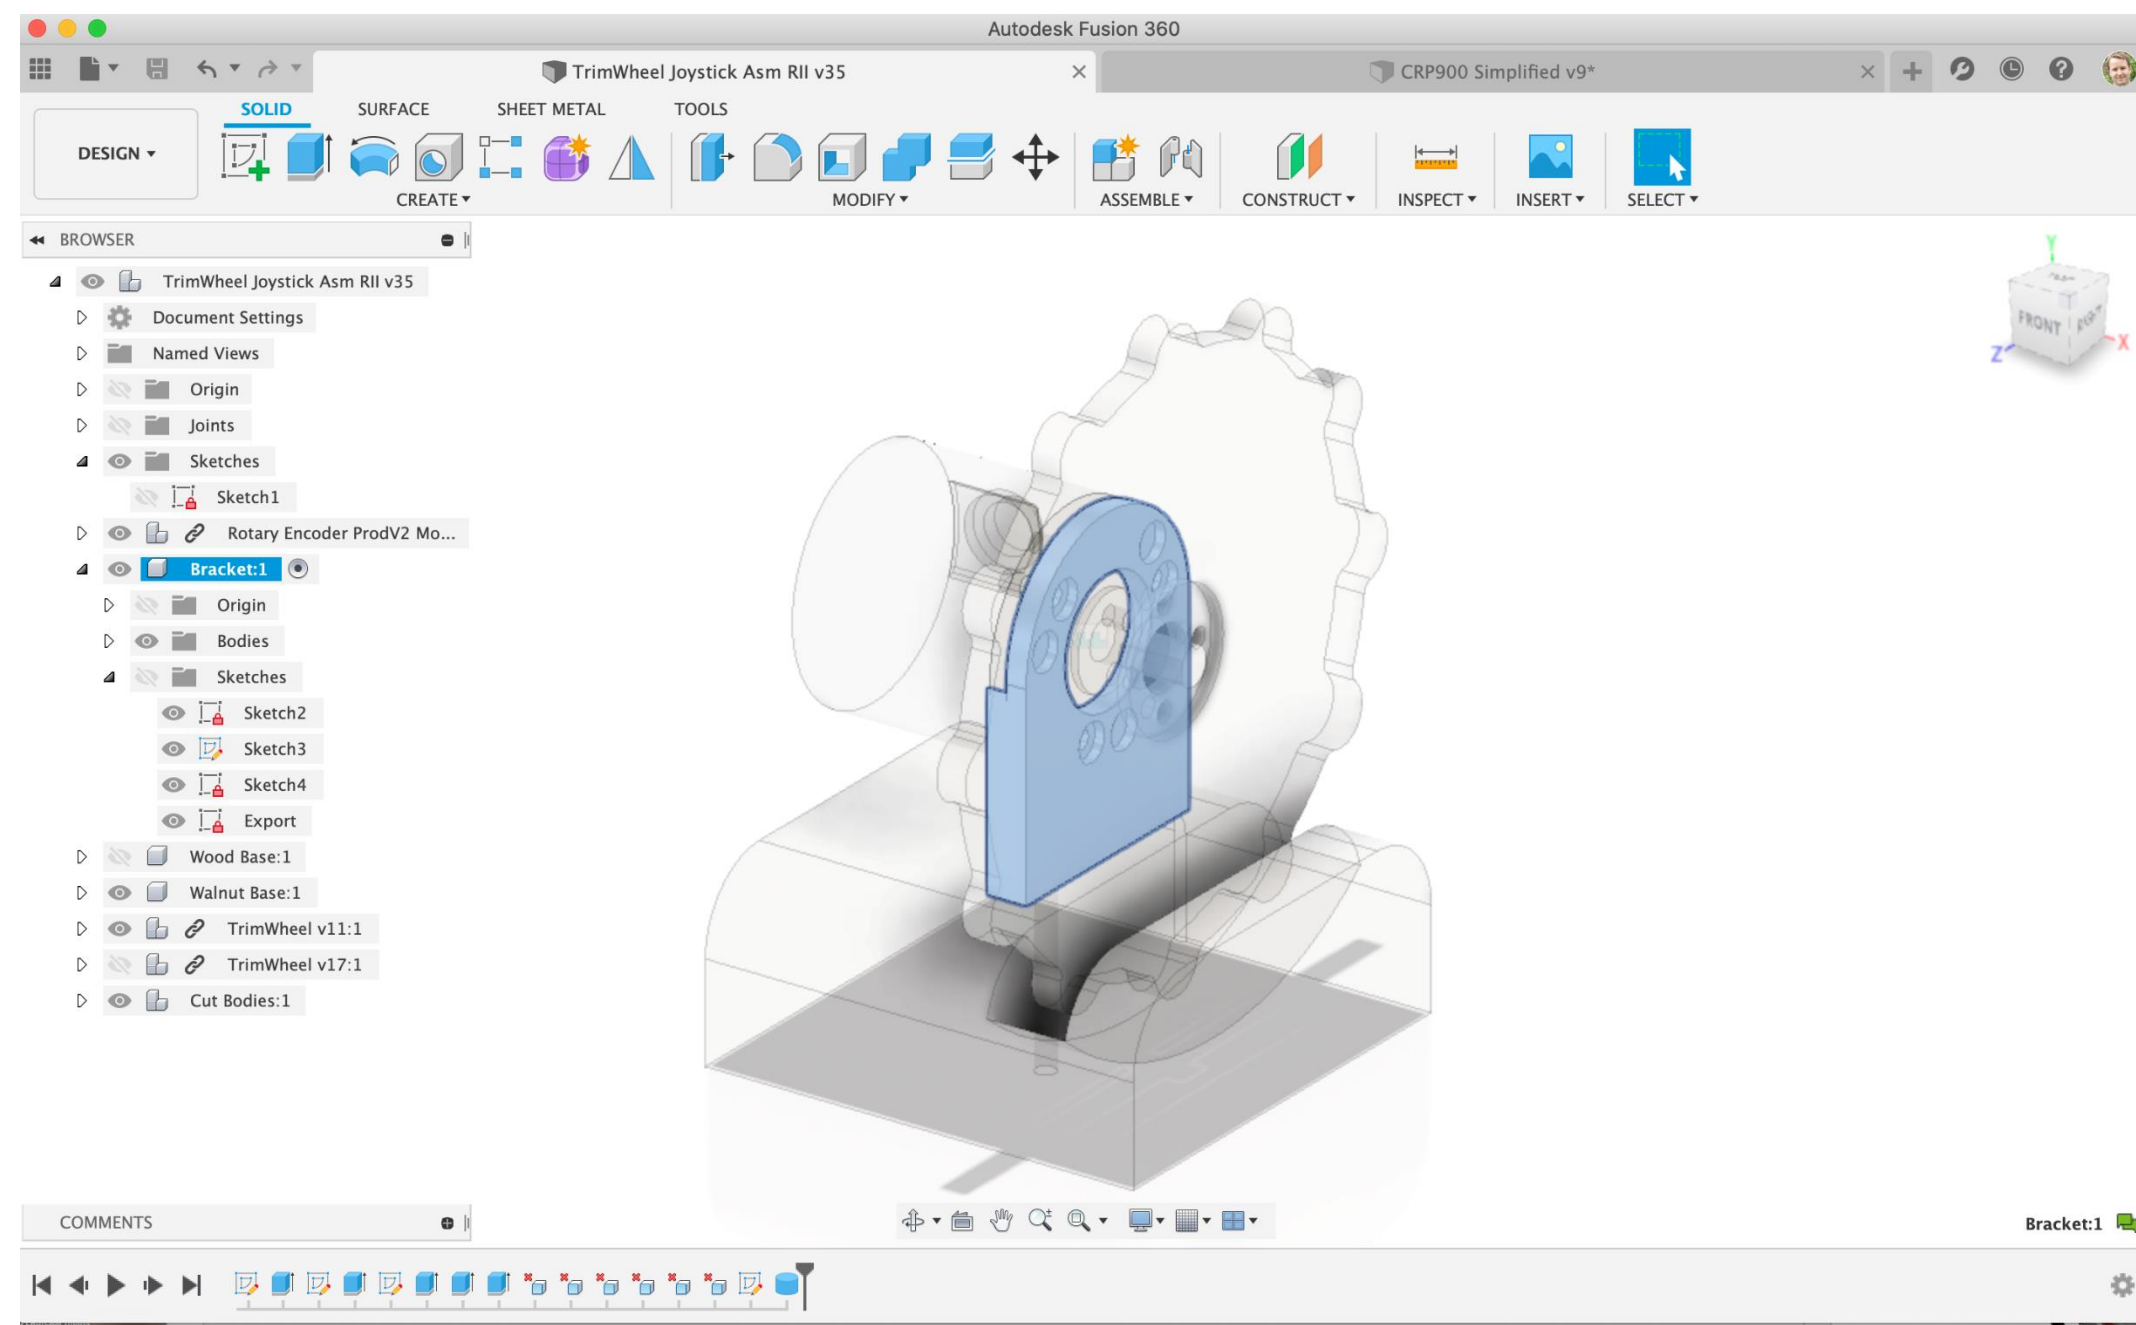 Autodesk Fusion 360
TrimWheel Joystick Asm RII v35
CRP900 Simplified v9*
SOLID SURFACE SHEET METAL TOOLS
DESIGN
CREATE MODIFY ASSEMBLE CONSTRUCT INSPECT INSERT SELECT
BROWSER
TrimWheel Joystick Asm RII v35
Document Settings
Named Views
Origin
Joints
Sketches
Sketch1
Rotary Encoder ProdV2 Mo...
Bracket:1
Origin
Bodies
Sketches
Sketch2
Sketch3
Sketch4
Export
Wood Base:1
Walnut Base:1
TrimWheel v11:1
TrimWheel v17:1
Cut Bodies:1
Y
FRONT RIGHT
X
Z
COMMENTS
Bracket:1